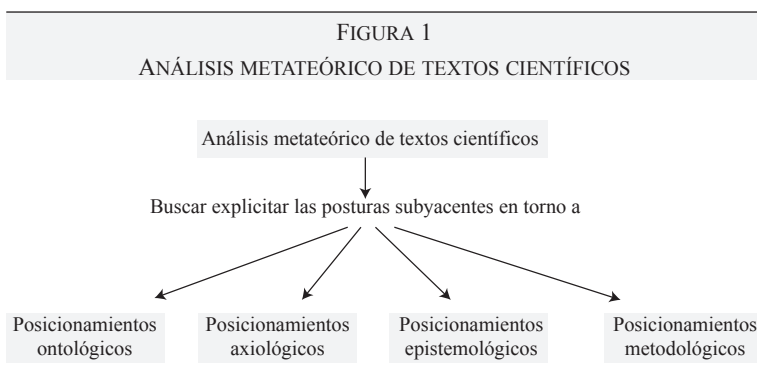 FIGURA 1
ANÁLISIS METATEÓRICO DE TEXTOS CIENTÍFICOS
Análisis metateórico de textos científicos
Buscar explicitar las posturas subyacentes en torno a
Posicionamientos
ontológicos
Posicionamientos
axiológicos
Posicionamientos
epistemológicos
Posicionamientos
metodológicos